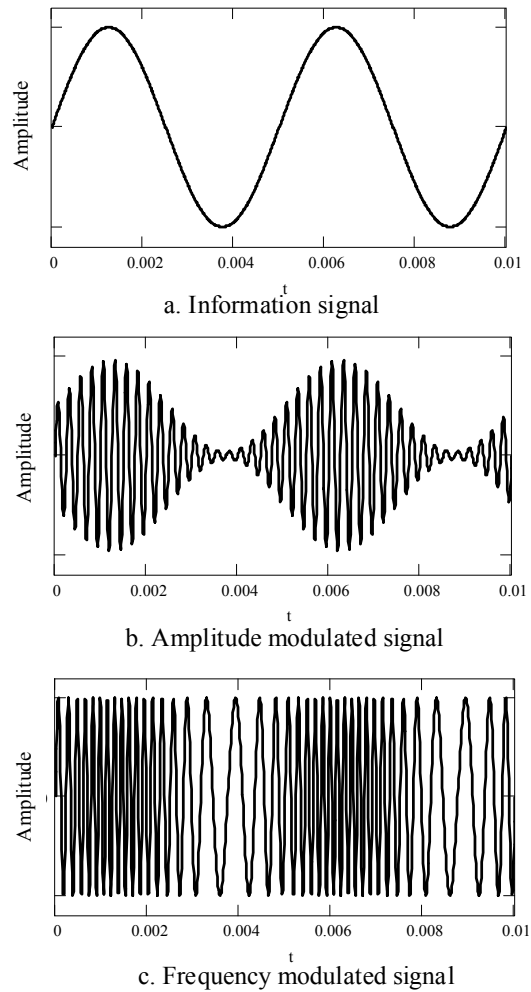 Amplitude
0 0.002 0.004 0.006 0.008 0.01
t
a. Information signal
Amplitude
0 0.002 0.004 0.006 0.008 0.01
t
b. Amplitude modulated signal
Amplitude
0 0.002 0.004 0.006 0.008 0.01
t
c. Frequency modulated signal